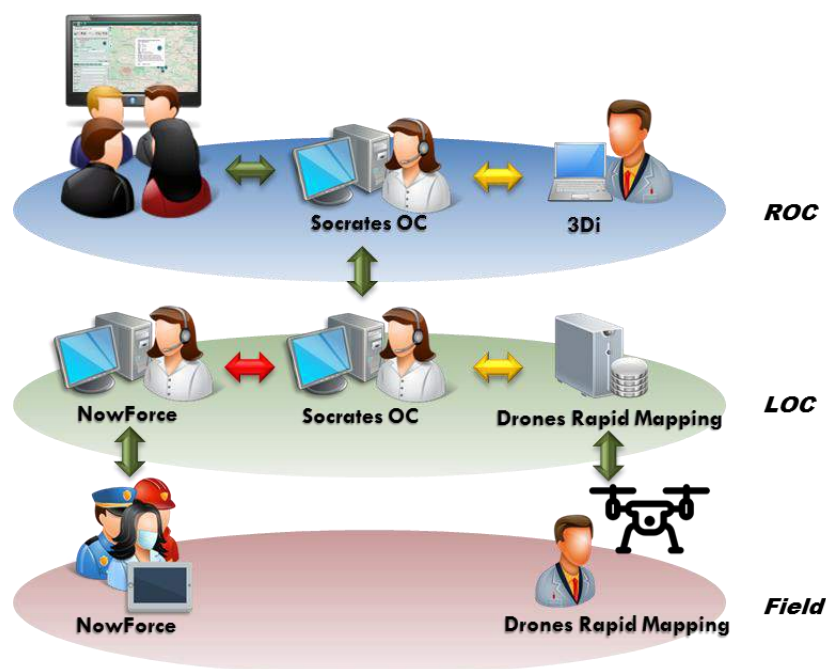 Socrates OC
3Di
ROC
NowForce
Socrates OC
Drones Rapid Mapping
LOC
NowForce
Drones Rapid Mapping
Field